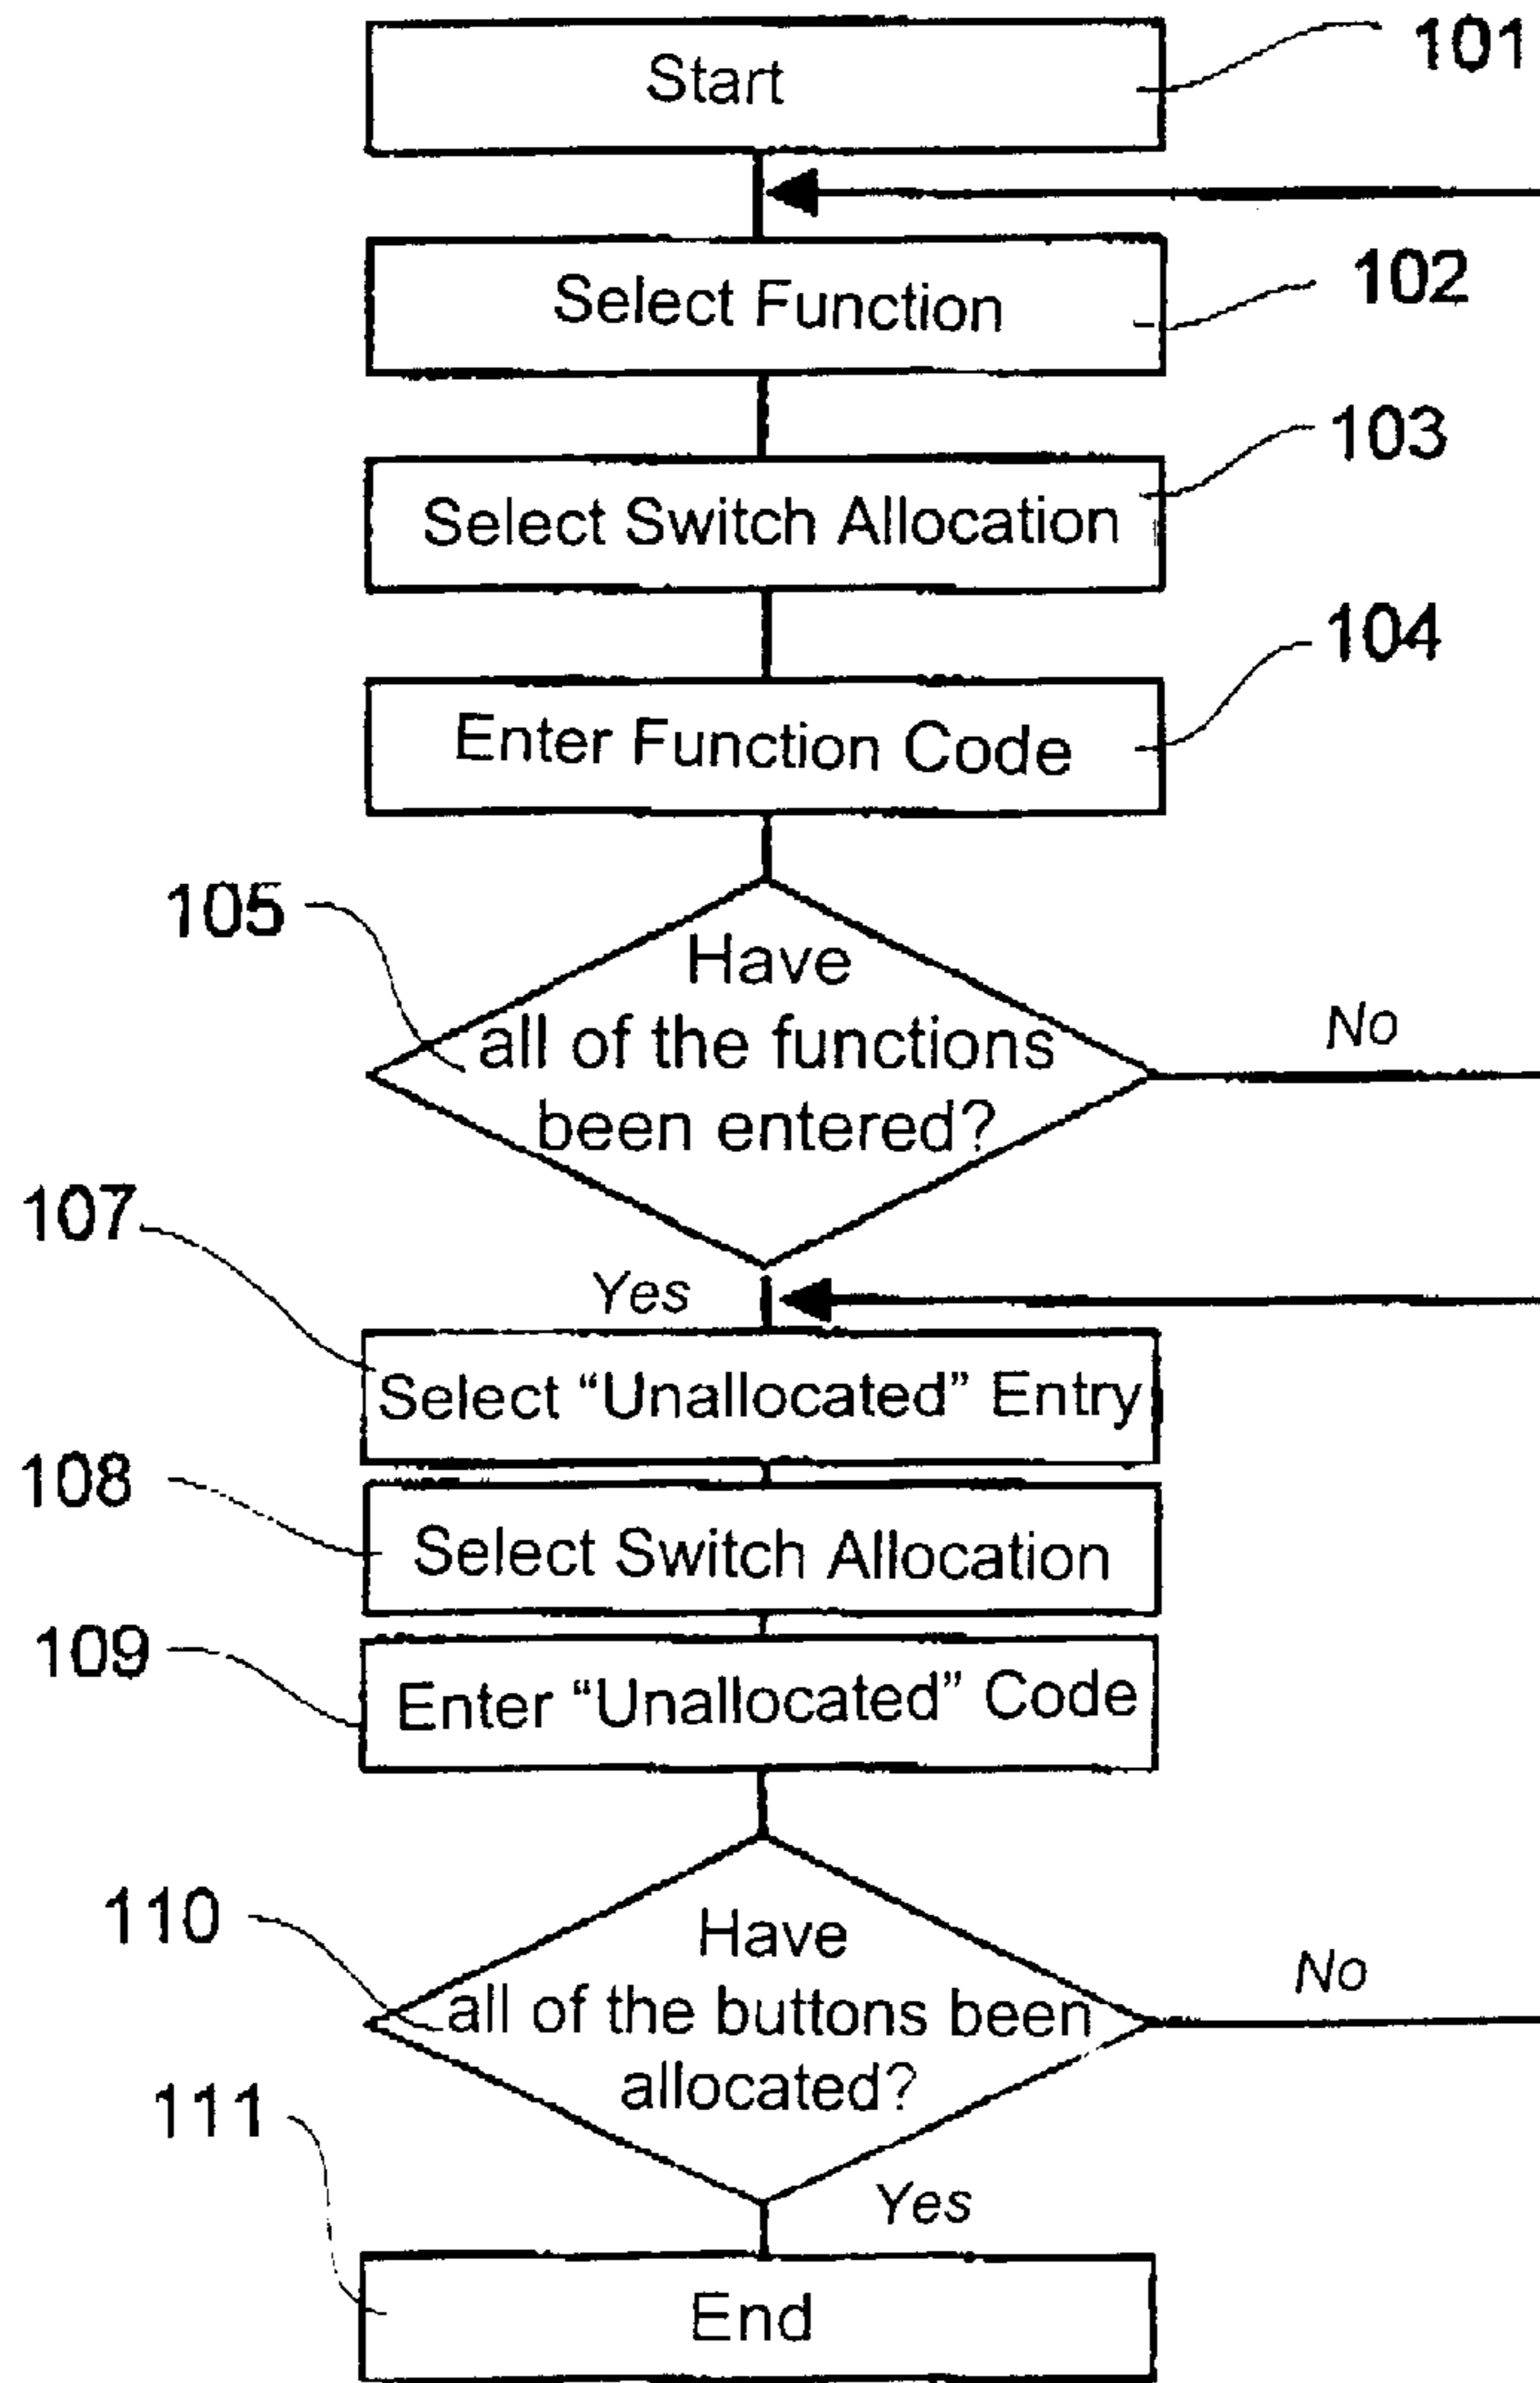 Start
101
Select Function
102
Select Switch Allocation
103
Enter Function Code
104
105
Have
all of the functions
been entered?
No
107
Yes
Select “Unallocated” Entry
108
Select Switch Allocation
109
Enter “Unallocated” Code
110
Have
all of the buttons been
allocated?
No
111
Yes
End